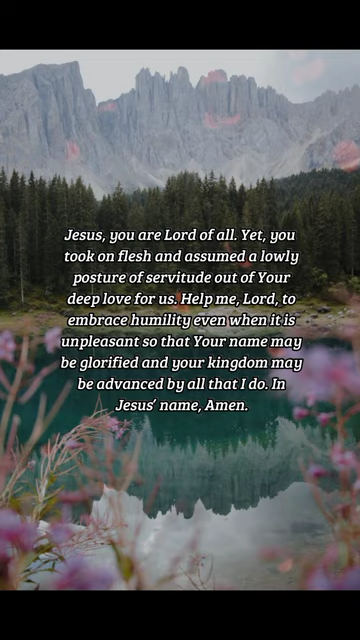 Jesus, you are Lord of all. Yet, you
took on flesh and assumed a lowly
posture of servitude out of Your
deep love for us. Help me, Lord, to
embrace humility even when it is
unpleasant so that Your name may
be glorified and your kingdom may
be advanced by all that I do. In
Jesus' name, Amen.